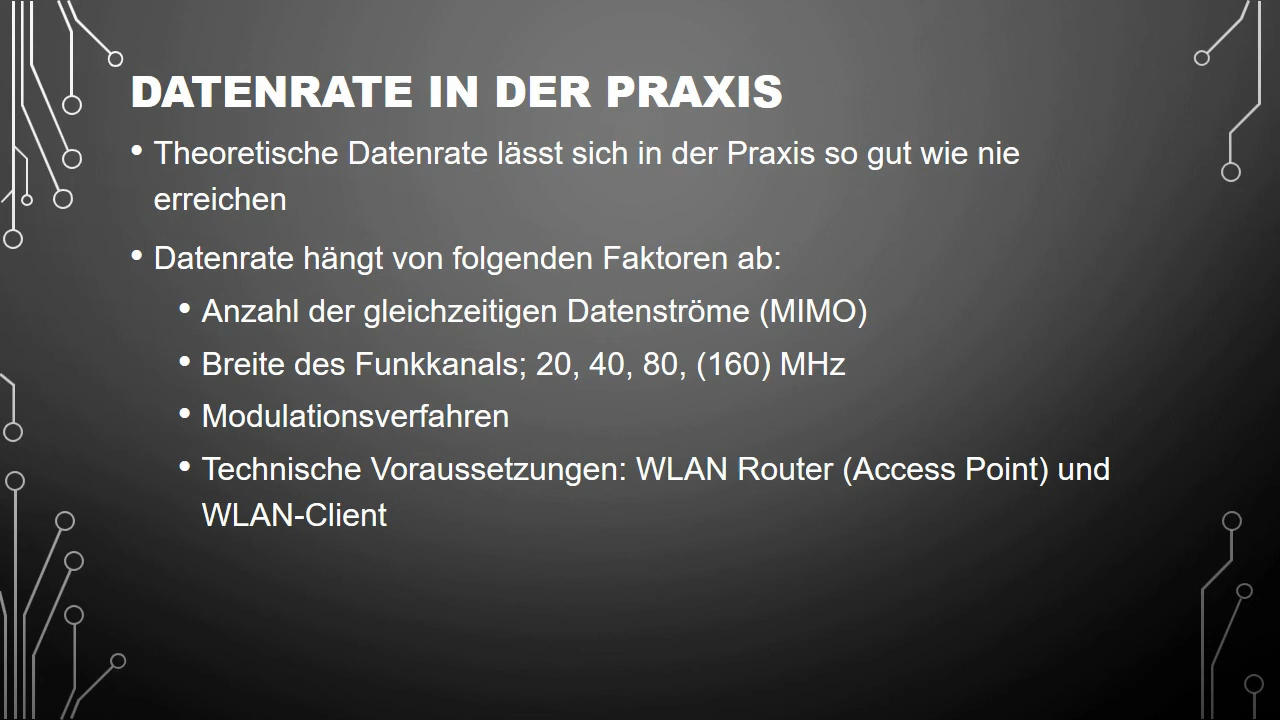 DATENRATE IN DER PRAXIS
• Theoretische Datenrate lässt sich in der Praxis so gut wie nie
erreichen
• Datenrate hängt von folgenden Faktoren ab:
• Anzahl der gleichzeitigen Datenströme (MIMO)
• Breite des Funkkanals; 20, 40, 80, (160) MHz
• Modulationsverfahren
• Technische Voraussetzungen: WLAN Router (Access Point) und
WLAN-Client